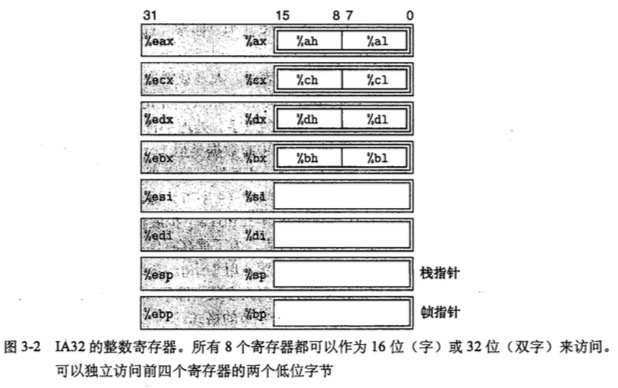 31 15 8 7 0
%eax %ax %ah %al
%ecx %cx %ch %cl
%edx %dx %dh %dl
%ebx %bx %bh %bl
%esi %si
%edi %di
%esp %sp 栈指针
%ebp %bp 帧指针
图 3-2 IA32 的整数寄存器。所有 8 个寄存器都可以作为 16 位（字）或 32 位（双字）来访问。
可以独立访问前四个寄存器的两个低位字节